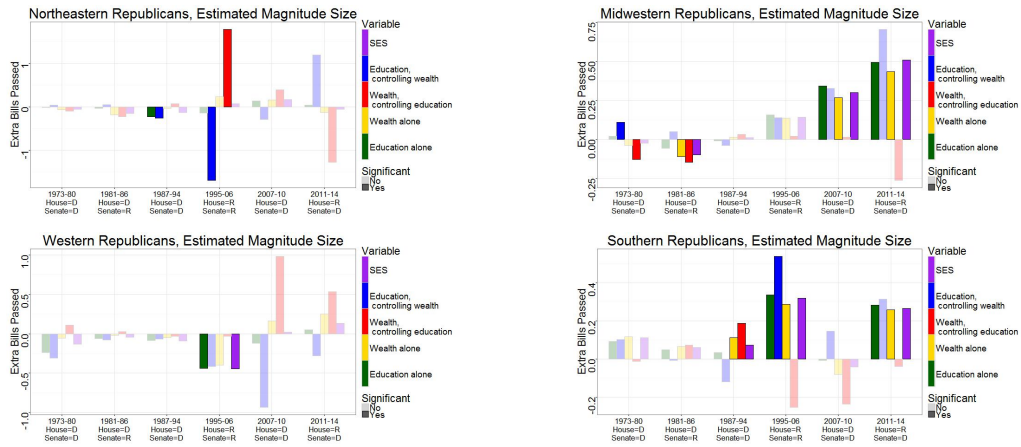 Northeastern Republicans, Estimated Magnitude Size
Extra Bills Passed
1
0
-1
1973-80
House=D
Senate=D
1981-86
House=D
Senate=R
1987-94
House=D
Senate=D
1995-06
House=R
Senate=R
2007-10
House=D
Senate=D
2011-14
House=R
Senate=D
Variable
SES
Education,
controlling wealth
Wealth,
controlling education
Wealth alone
Education alone
Significant
No
Yes
Midwestern Republicans, Estimated Magnitude Size
Extra Bills Passed
0.75
0.50
0.25
0.00
-0.25
1973-80
House=D
Senate=D
1981-86
House=D
Senate=R
1987-94
House=D
Senate=D
1995-06
House=R
Senate=R
2007-10
House=D
Senate=D
2011-14
House=R
Senate=D
Variable
SES
Education,
controlling wealth
Wealth,
controlling education
Wealth alone
Education alone
Significant
No
Yes
Western Republicans, Estimated Magnitude Size
Extra Bills Passed
1.0
0.5
0.0
-0.5
-1.0
1973-80
House=D
Senate=D
1981-86
House=D
Senate=R
1987-94
House=D
Senate=D
1995-06
House=R
Senate=R
2007-10
House=D
Senate=D
2011-14
House=R
Senate=D
Variable
SES
Education,
controlling wealth
Wealth,
controlling education
Wealth alone
Education alone
Significant
No
Yes
Southern Republicans, Estimated Magnitude Size
Extra Bills Passed
0.4
0.2
0.0
-0.2
1973-80
House=D
Senate=D
1981-86
House=D
Senate=R
1987-94
House=D
Senate=D
1995-06
House=R
Senate=R
2007-10
House=D
Senate=D
2011-14
House=R
Senate=D
Variable
SES
Education,
controlling wealth
Wealth,
controlling education
Wealth alone
Education alone
Significant
No
Yes